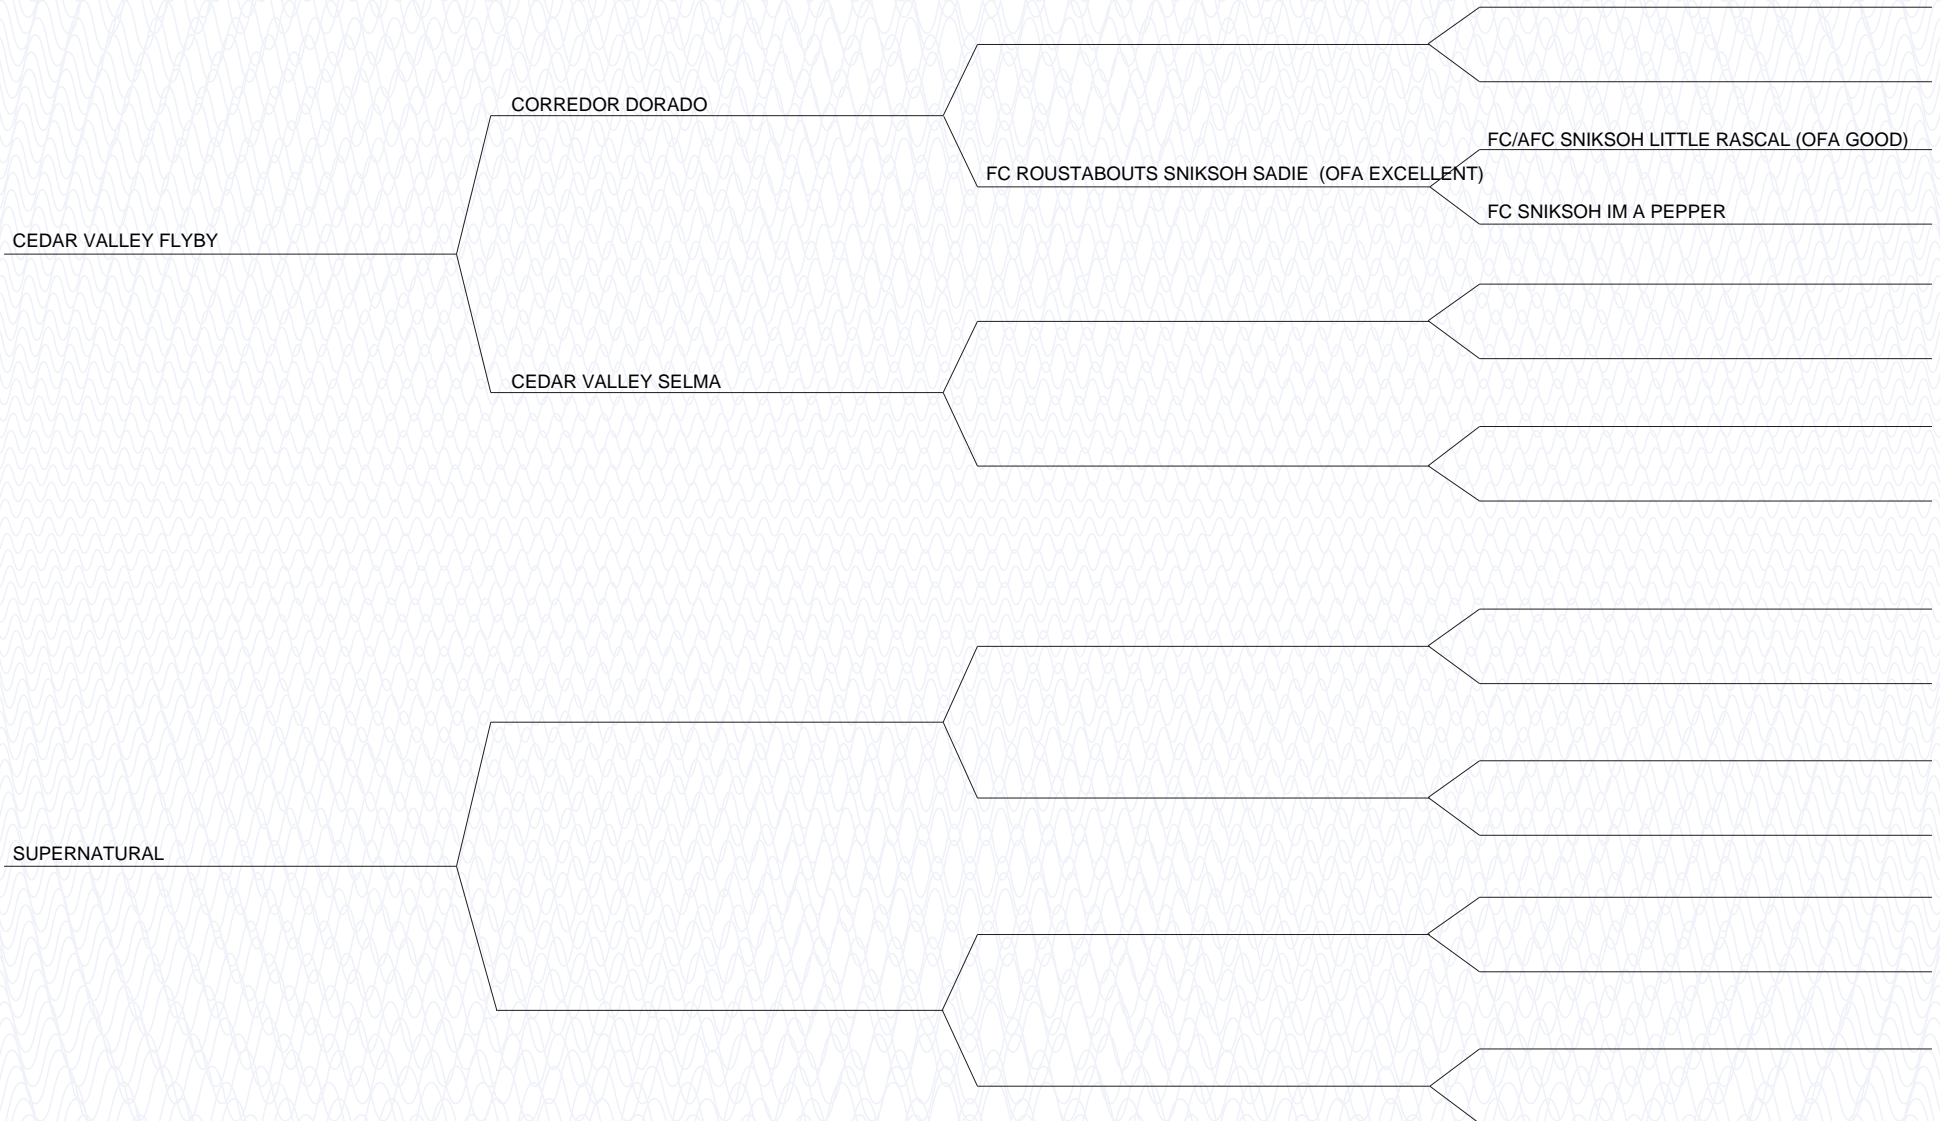 CORREDOR DORADO
FC/AFC SNIKSOH LITTLE RASCAL (OFA GOOD)
FC ROUSTABOUTS SNIKSOH SADIE  (OFA EXCELLENT)
FC SNIKSOH IM A PEPPER
CEDAR VALLEY FLYBY
CEDAR VALLEY SELMA
SUPERNATURAL